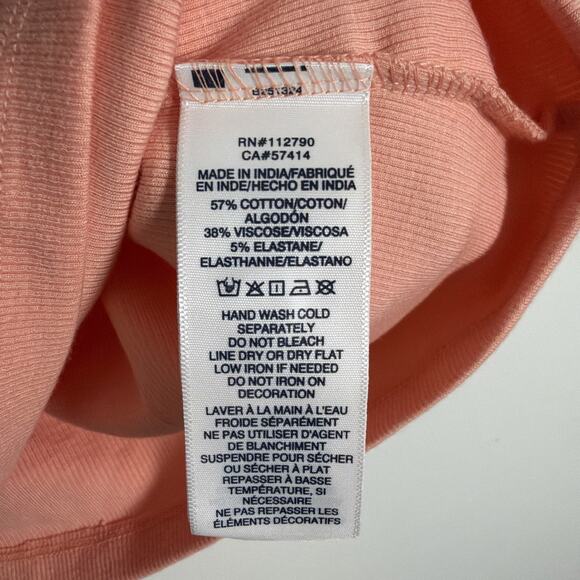 RN#112790
CA#57414
MADE IN INDIA/FABRIQUÉ
EN INDE/HECHO EN INDIA
57% COTTON/COTON/
ALGODÓN
38% VISCOSE/VISCOSA
5% ELASTANE/
ELASTHANNE/ELASTANO
HAND WASH COLD
SEPARATELY
DO NOT BLEACH
LINE DRY OR DRY FLAT
LOW IRON IF NEEDED
DO NOT IRON ON
DECORATION
LAVER À LA MAIN À L'EAU
FROIDE SÉPARÉMENT
NE PAS UTILISER D'AGENT
DE BLANCHIMENT
SUSPENDRE POUR SÉCHER
OU SÉCHER À PLAT
REPASSER À BASSE
TEMPÉRATURE, SI
NÉCESSAIRE
NE PAS REPASSER LES
ÉLÉMENTS DÉCORATIFS